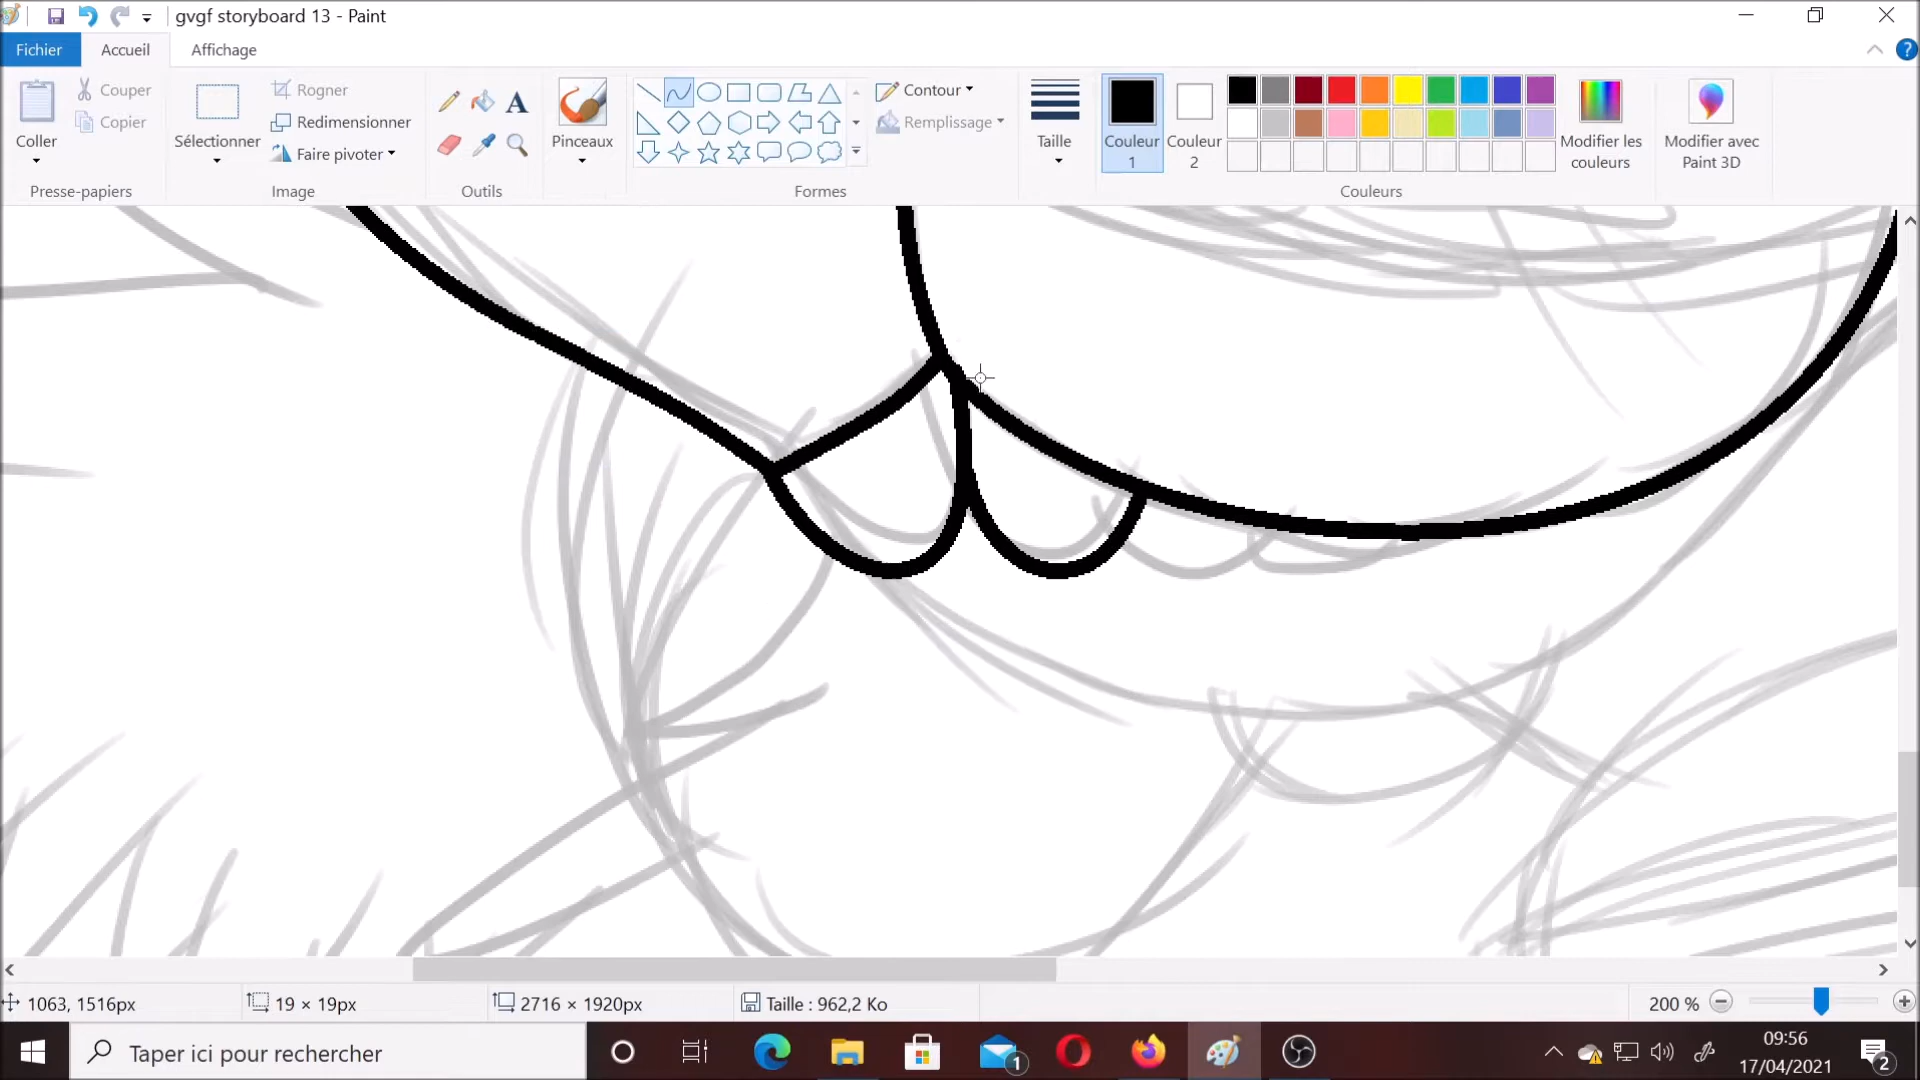 gvgf storyboard 13 - Paint
Fichier
Accueil
Affichage
?
Coller
Couper
Copier
Presse-papiers
Sélectionner
Rogner
Redimensionner
Faire pivoter
Image
A
Outils
Pinceaux
Contour
Remplissage
Formes
Taille
Couleur
1
Couleur
2
Couleurs
Modifier les
couleurs
Modifier avec
Paint 3D
1063, 1516px
19 × 19px
2716 × 1920px
Taille : 962,2 Ko
200 %
Taper ici pour rechercher
1
09:56
17/04/2021
2